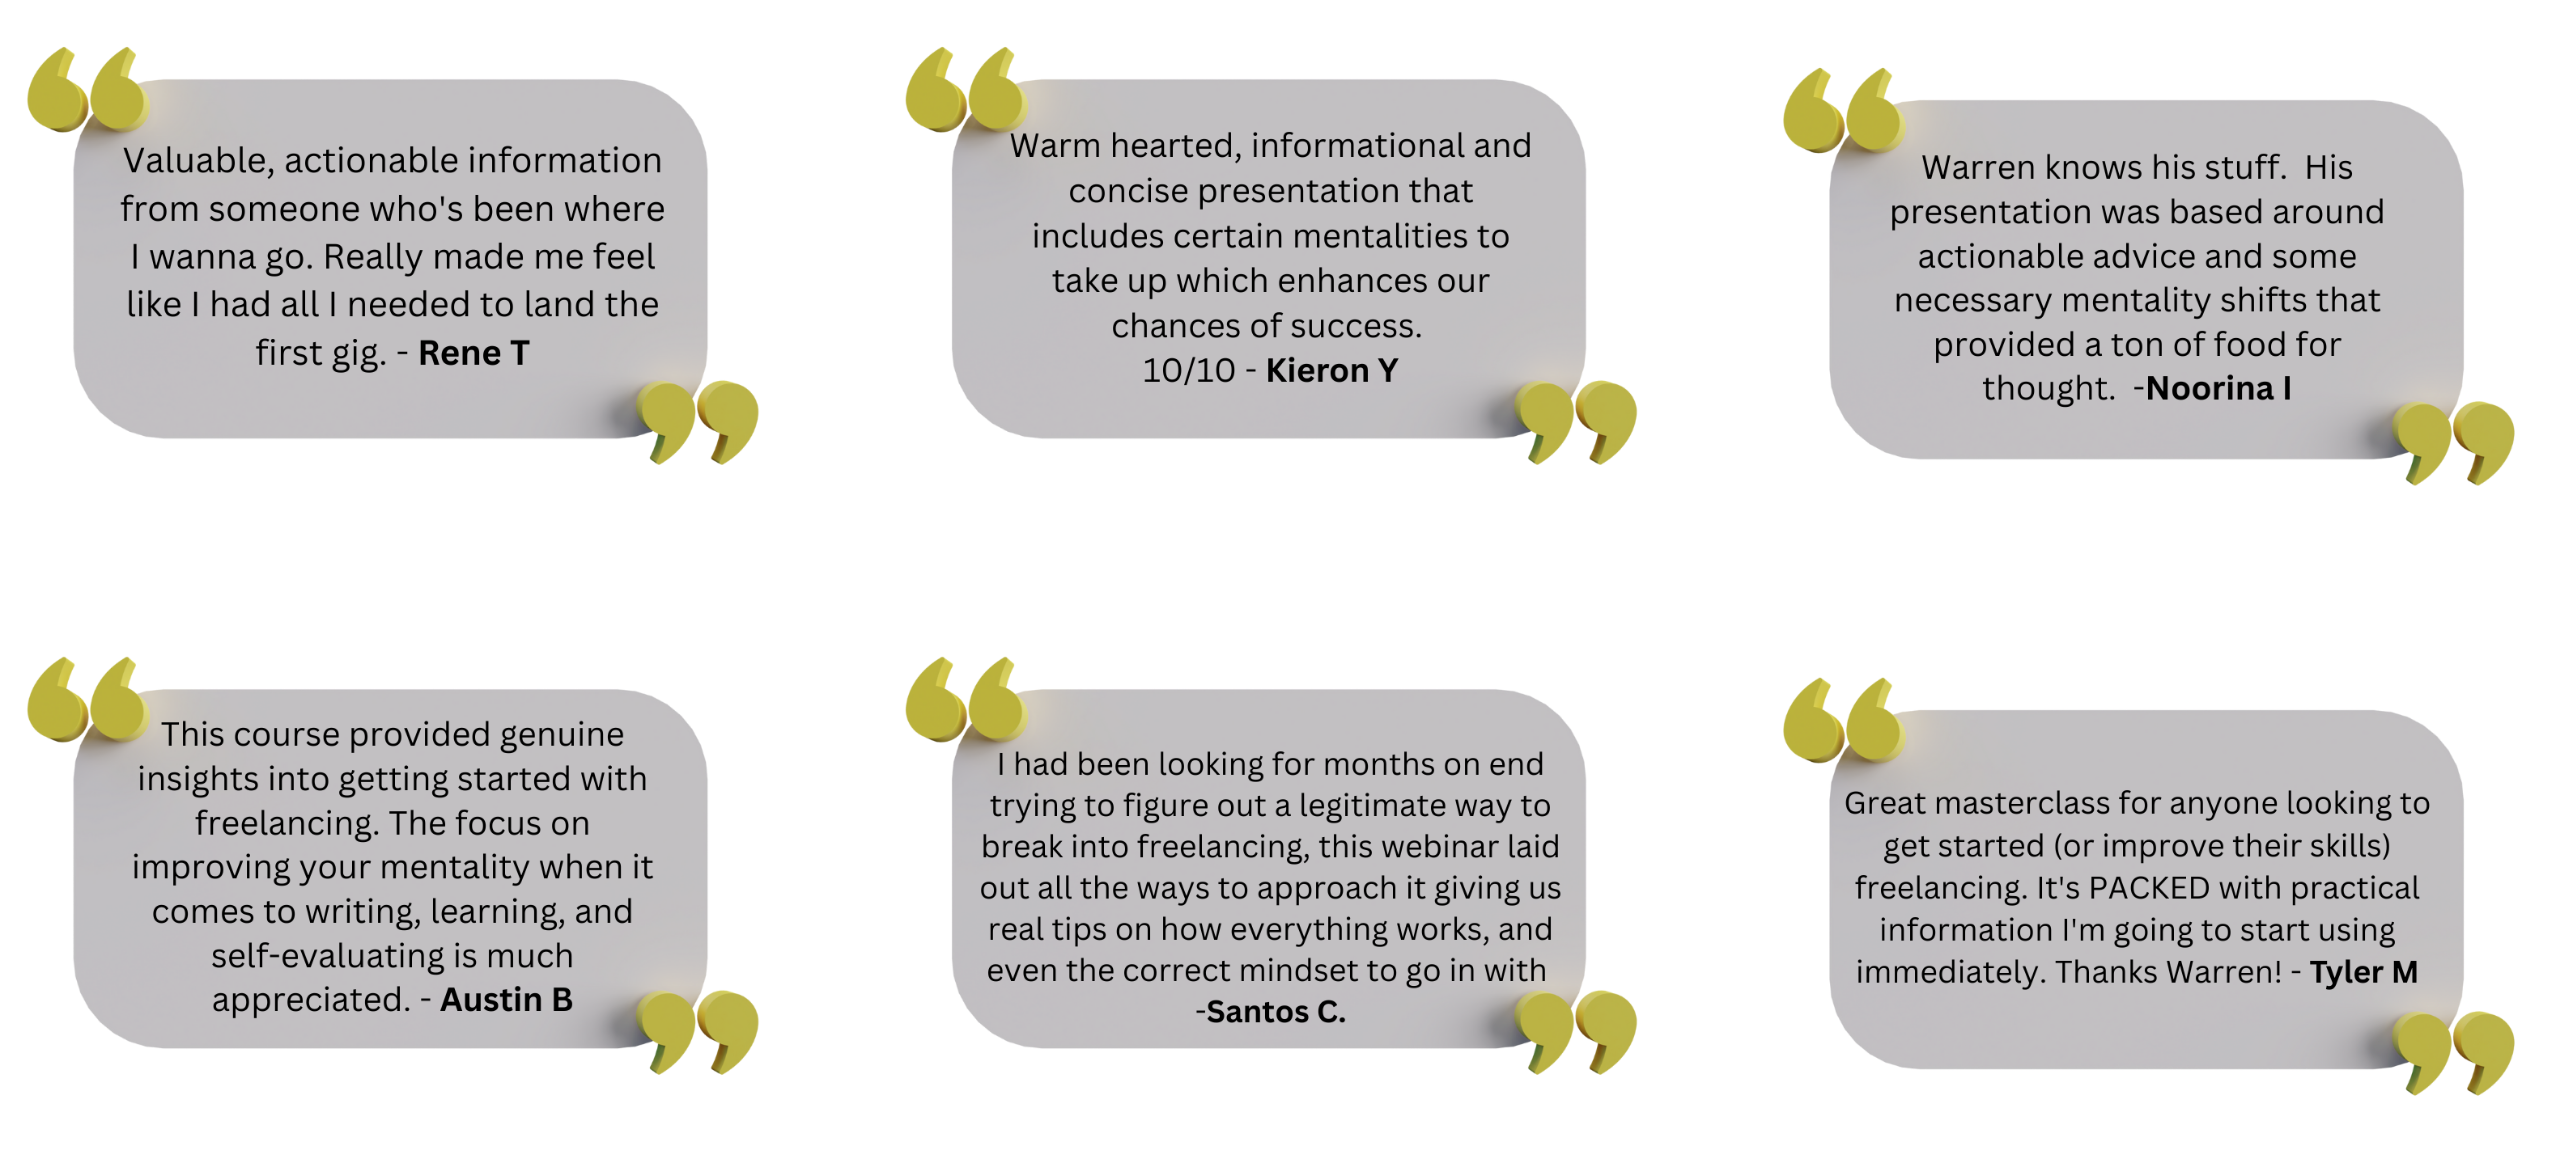 Valuable, actionable information
from someone who's been where
I wanna go. Really made me feel
like I had all I needed to land the
first gig. - Rene T
Warm hearted, informational and
concise presentation that
includes certain mentalities to
take up which enhances our
chances of success.
10/10 - Kieron Y
Warren knows his stuff.  His
presentation was based around
actionable advice and some
necessary mentality shifts that
provided a ton of food for
thought.  -Noorina I
This course provided genuine
insights into getting started with
freelancing. The focus on
improving your mentality when it
comes to writing, learning, and
self-evaluating is much
appreciated. - Austin B
I had been looking for months on end
trying to figure out a legitimate way to
break into freelancing, this webinar laid
out all the ways to approach it giving us
real tips on how everything works, and
even the correct mindset to go in with
-Santos C.
Great masterclass for anyone looking to
get started (or improve their skills)
freelancing. It's PACKED with practical
information I'm going to start using
immediately. Thanks Warren! - Tyler M